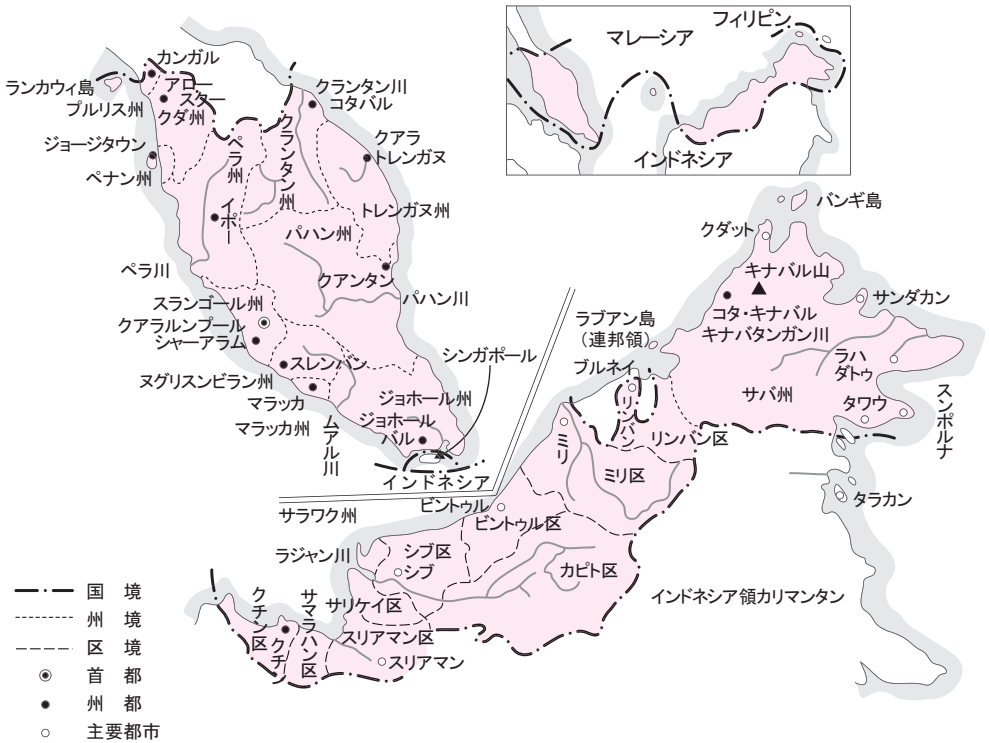 フィリピン
マレーシア
インドネシア
カンガル
ランカウィ島
アロー
スター
プルリス州
クダ州
クランタン川
コタバル
ジョージタウン
ペナン州
ペラ州
クランタン州
クアラ
トレンガヌ
イポー
トレンガヌ州
パハン州
ペラ川
クアンタン
パハン川
スランゴール州
クアラルンプール
シャーアラム
スレンバン
シンガポール
ヌグリスンビラン州
マラッカ
マラッカ州
ムアル川
ジョホール州
ジョホール
バル
インドネシア
バンギ島
クダット
キナバル山
サンダカン
コタ・キナバル
キナバタンガン川
ラブアン島
(連邦領)
ブルネイ
ラハ
ダトゥ
サバ州
タワウ
スンポルナ
リンバン
リンバン区
ミリ
ミリ区
タラカン
サラワク州
ビントゥル
ビントゥル区
ラジャン川
シブ区
シブ
カピト区
インドネシア領カリマンタン
クチン区
サマラハン区
サリケイ区
クチン
スリアマン区
スリアマン
国 境
州 境
区 境
首 都
州 都
主要都市